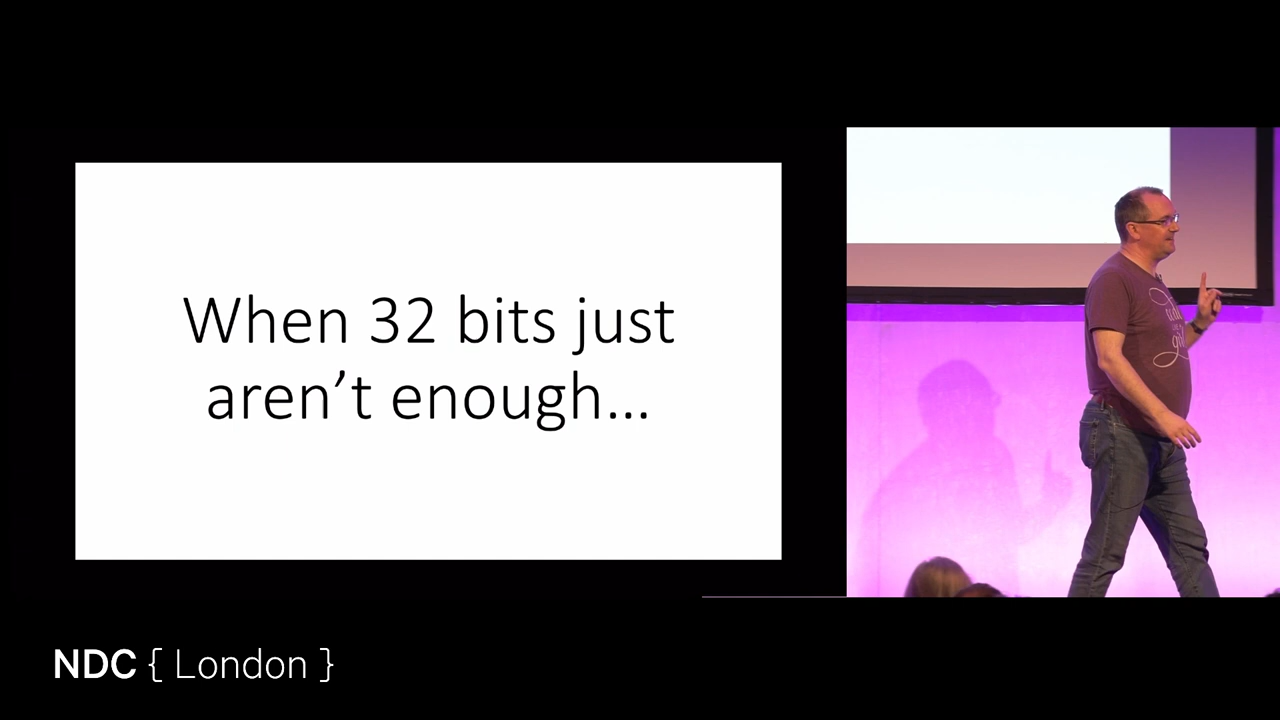 When 32 bits just
aren’t enough...
NDC { London }